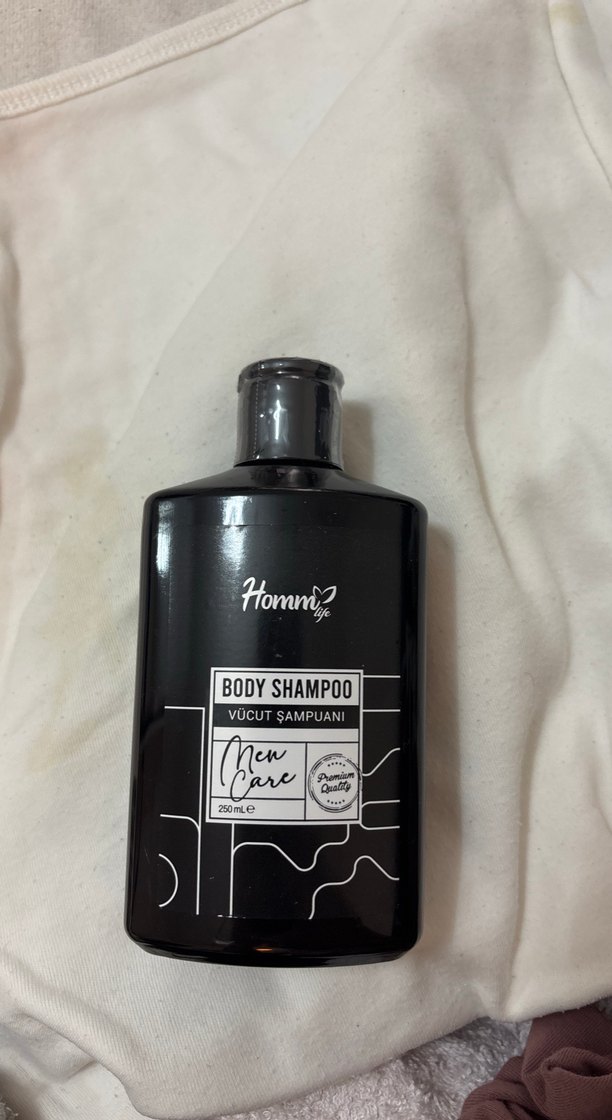 Homm
life
BODY SHAMPOO
VÜCUT ŞAMPUANI
Men
Care
Premium
Quality
250 mL ℮